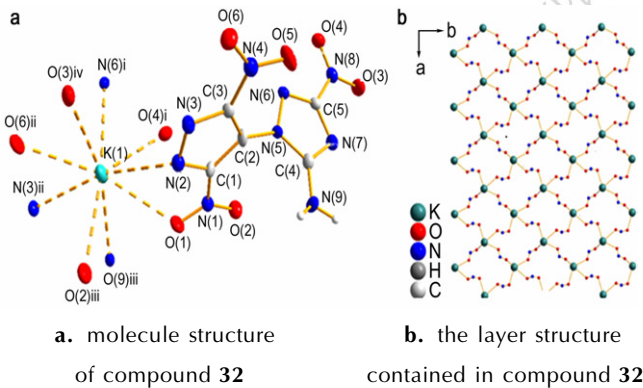 a
O(6)
N(4)
O(5)
O(4)
N(8)
O(3)
N(6)i
O(3)iv
C(3)
N(6)
C(5)
O(6)ii
O(4)i
N(3)
K(1)
C(2)
N(5)
N(7)
N(2)
C(1)
C(4)
N(3)ii
N(9)
O(1)
N(1)
O(2)
O(2)iii
O(9)iii
a. molecule structure
of compound 32
b
b
a
K
O
N
H
C
b. the layer structure
contained in compound 32